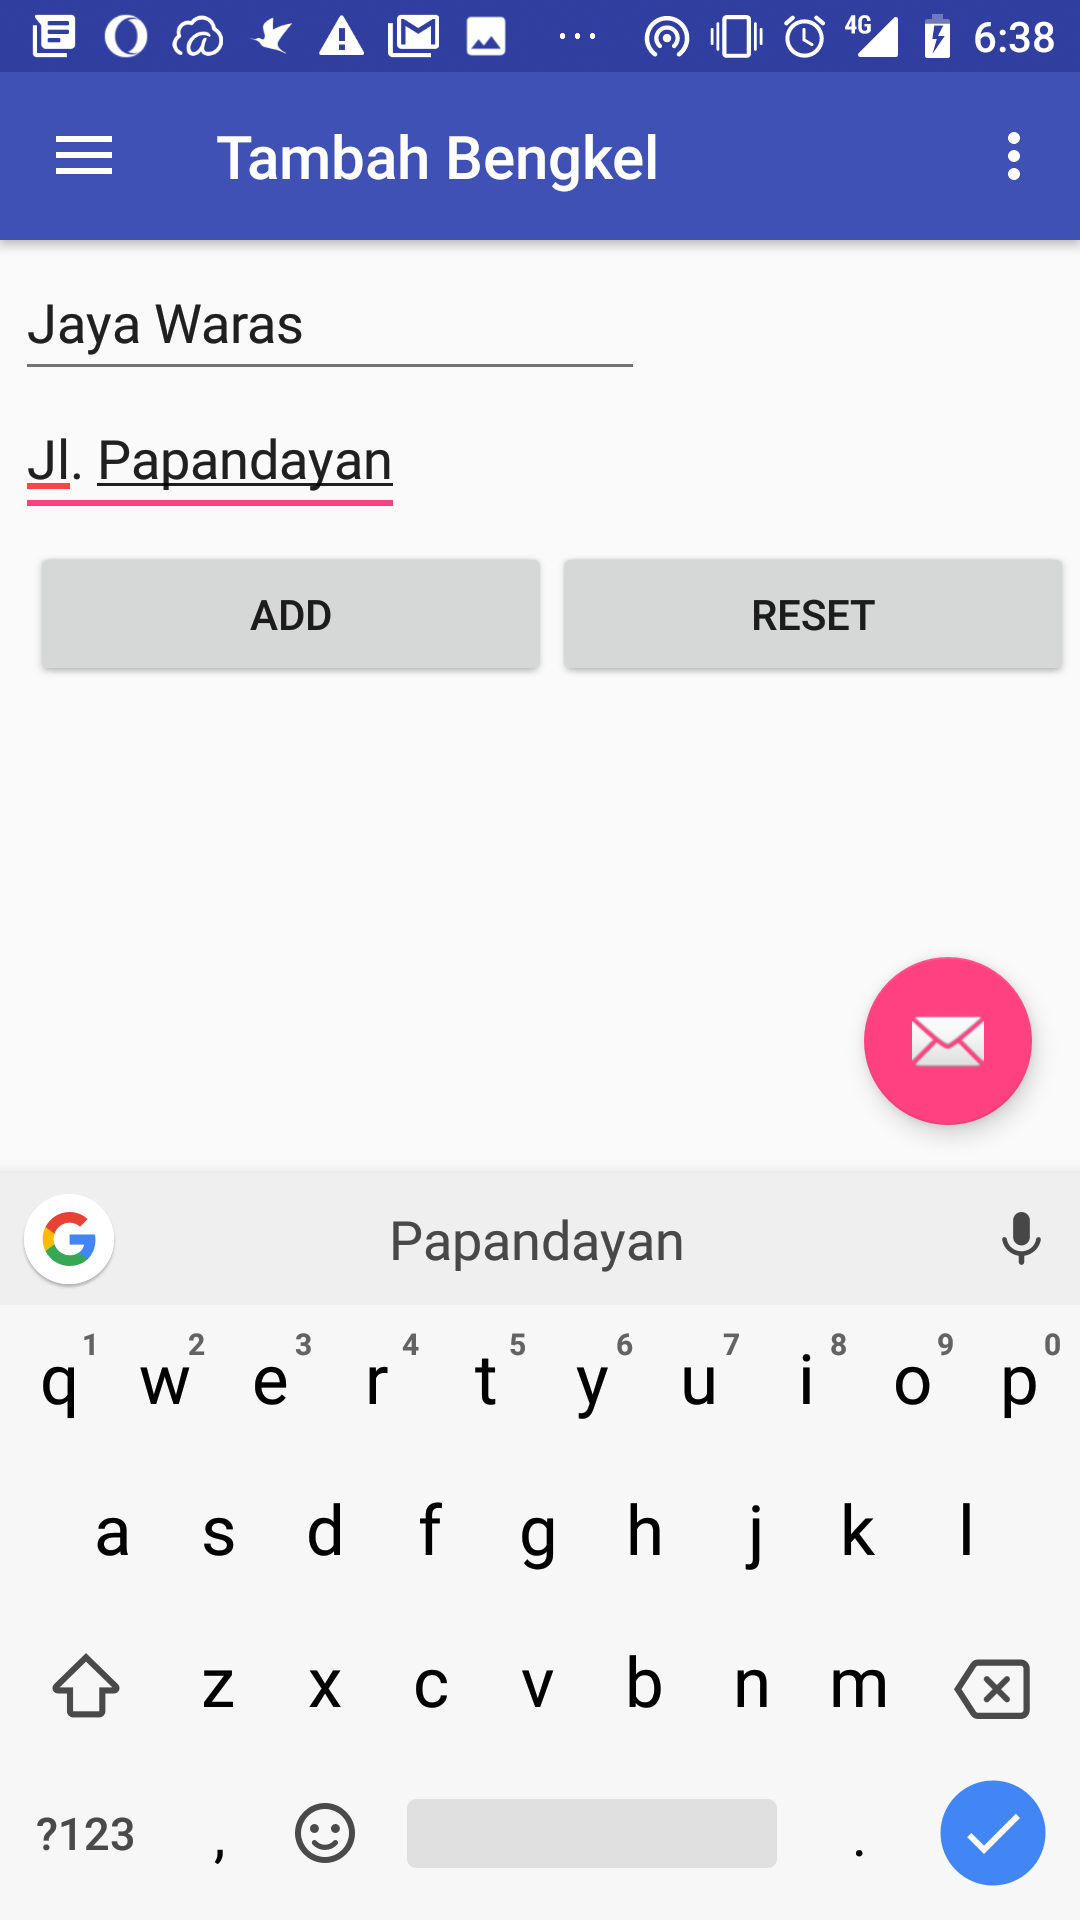 4G 6:38
Tambah Bengkel
Jaya Waras
Jl. Papandayan
ADD RESET
Papandayan
1 2 3 4 5 6 7 8 9 0
q w e r t y u i o p
a s d f g h j k l
z x c v b n m
?123 , .